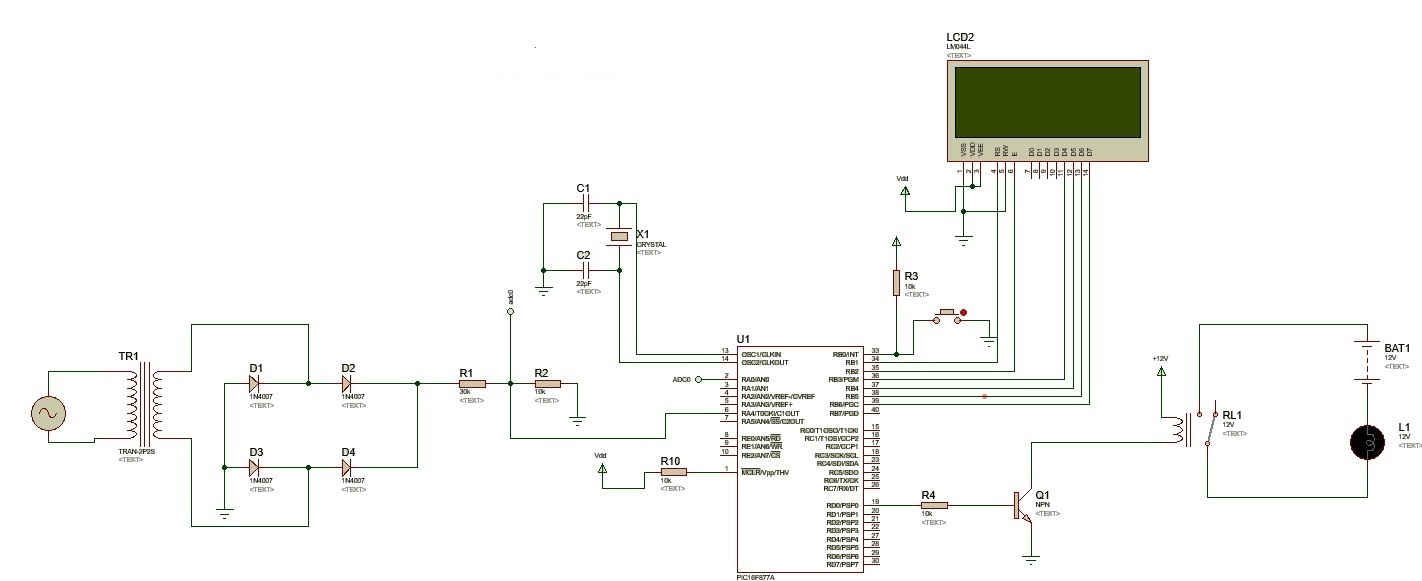 LCD2
LM044L
<TEXT>
VSS
VDD
VEE
RS
RW
E
D0
D1
D2
D3
D4
D5
D6
D7
1
2
3
4
5
6
7
8
9
10
11
12
13
14
Vdd
C1
22pF
<TEXT>
X1
CRYSTAL
<TEXT>
C2
22pF
<TEXT>
R3
10k
<TEXT>
adc0
TR1
TRAN-2P2S
<TEXT>
D1
1N4007
<TEXT>
D2
1N4007
<TEXT>
D3
1N4007
<TEXT>
D4
1N4007
<TEXT>
R1
30k
<TEXT>
R2
10k
<TEXT>
ADC0
Vdd
R10
10k
<TEXT>
U1
13 OSC1/CLKIN RB0/INT 33
14 OSC2/CLKOUT RB1 34
RB2 35
2 RA0/AN0 RB3/PGM 36
3 RA1/AN1 RB4 37
4 RA2/AN2/VREF-/CVREF RB5 38
5 RA3/AN3/VREF+ RB6/PGC 39
6 RA4/T0CKI/C1OUT RB7/PGD 40
7 RA5/AN4/SS/C2OUT
RC0/T1OSO/T1CKI 15
8 RE0/AN5/RD RC1/T1OSI/CCP2 16
9 RE1/AN6/WR RC2/CCP1 17
10 RE2/AN7/CS RC3/SCK/SCL 18
RC4/SDI/SDA 23
1 MCLR/Vpp/THV RC5/SDO 24
RC6/TX/CK 25
RC7/RX/DT 26
RD0/PSP0 19
RD1/PSP1 20
RD2/PSP2 21
RD3/PSP3 22
RD4/PSP4 27
RD5/PSP5 28
RD6/PSP6 29
RD7/PSP7 30
PIC16F877A
R4
10k
<TEXT>
Q1
NPN
<TEXT>
+12V
RL1
12V
<TEXT>
BAT1
12V
<TEXT>
L1
12V
<TEXT>